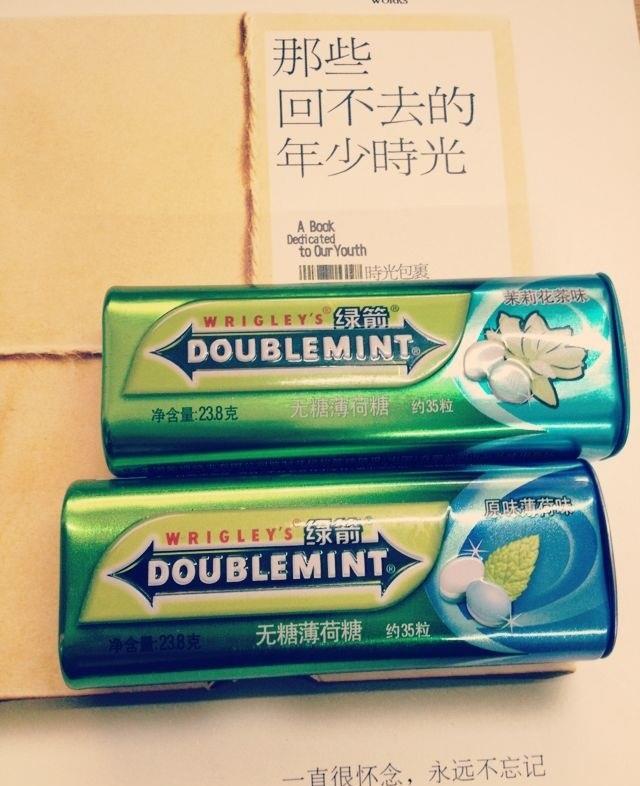 WORKS
那些
回不去的
年少時光
A Book
Dedicated
to Our Youth
時光包裹
茉莉花茶味
WRIGLEY'S® 绿箭®
DOUBLEMINT®
净含量:23.8克 无糖薄荷糖 约35粒
原味薄荷味
WRIGLEY'S® 绿箭®
DOUBLEMINT®
净含量:23.8克 无糖薄荷糖 约35粒
一直很怀念，永远不忘记